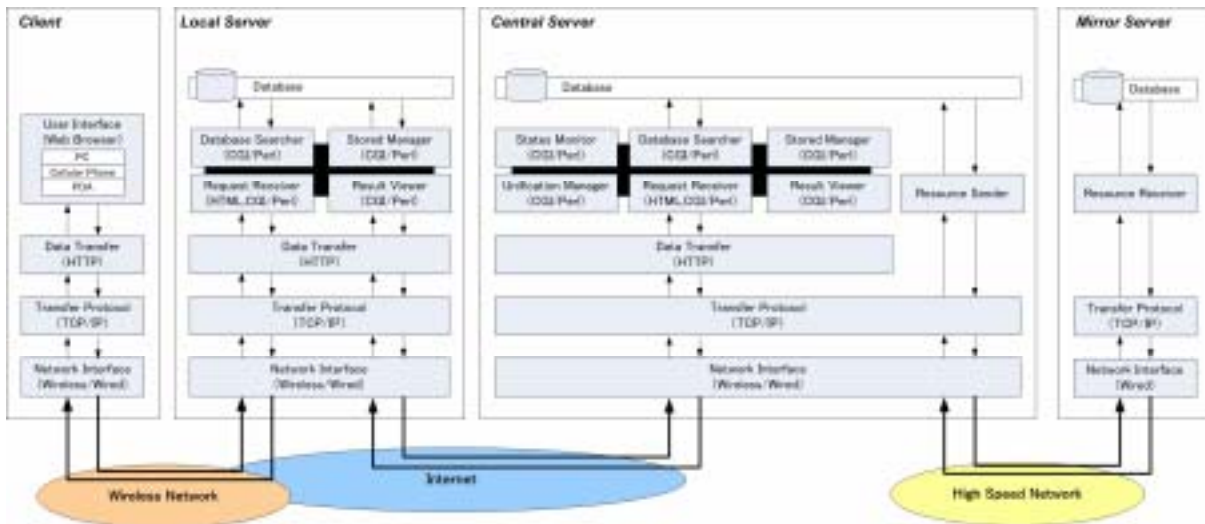 Client
User Interface
(Web Browser)
PC
Cellular Phone
PDA
Data Transfer
(HTTP)
Transfer Protocol
(TCP/IP)
Network Interface
(Wireless/Wired)
Local Server
Database
Database Searcher
(CGI/Perl)
Stored Manager
(CGI/Perl)
Request Receiver
(HTML,CGI/Perl)
Result Viewer
(CGI/Perl)
Data Transfer
(HTTP)
Transfer Protocol
(TCP/IP)
Network Interface
(Wireless/Wired)
Central Server
Database
Status Monitor
(CGI/Perl)
Database Searcher
(CGI/Perl)
Stored Manager
(CGI/Perl)
Unification Manager
(CGI/Perl)
Request Receiver
(HTML,CGI/Perl)
Result Viewer
(CGI/Perl)
Resource Sender
Data Transfer
(HTTP)
Transfer Protocol
(TCP/IP)
Network Interface
(Wireless/Wired)
Mirror Server
Database
Resource Receiver
Transfer Protocol
(TCP/IP)
Network Interface
(Wired)
Wireless Network
Internet
High Speed Network